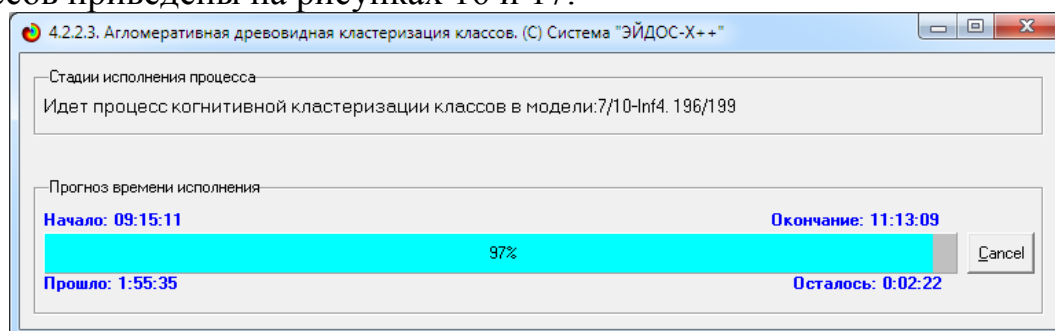 сов приведены на рисунках 16 и 17.
4.2.2.3. Агломеративная древовидная кластеризация классов. (C) Система "ЭЙДОС-X++"
Стадии исполнения процесса
Идет процесс когнитивной кластеризации классов в модели:7/10-Inf4. 196/199
Прогноз времени исполнения
Начало: 09:15:11
Окончание: 11:13:09
97%
Cancel
Прошло: 1:55:35
Осталось: 0:02:22